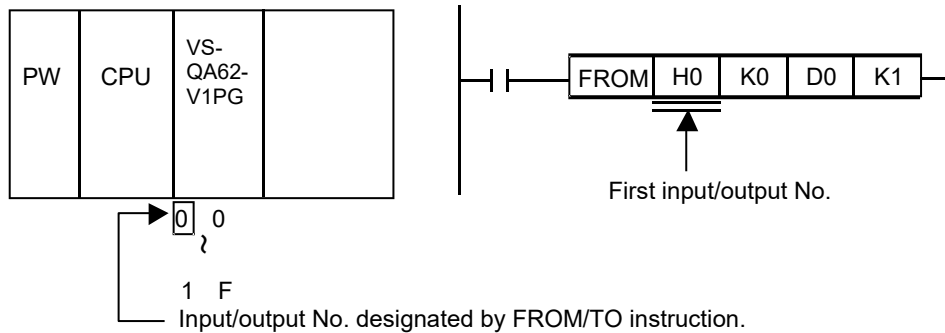 PW
CPU
VS-
QA62-
V1PG
FROM H0 K0 D0 K1
First input/output No.
0 0
~
1 F
Input/output No. designated by FROM/TO instruction.